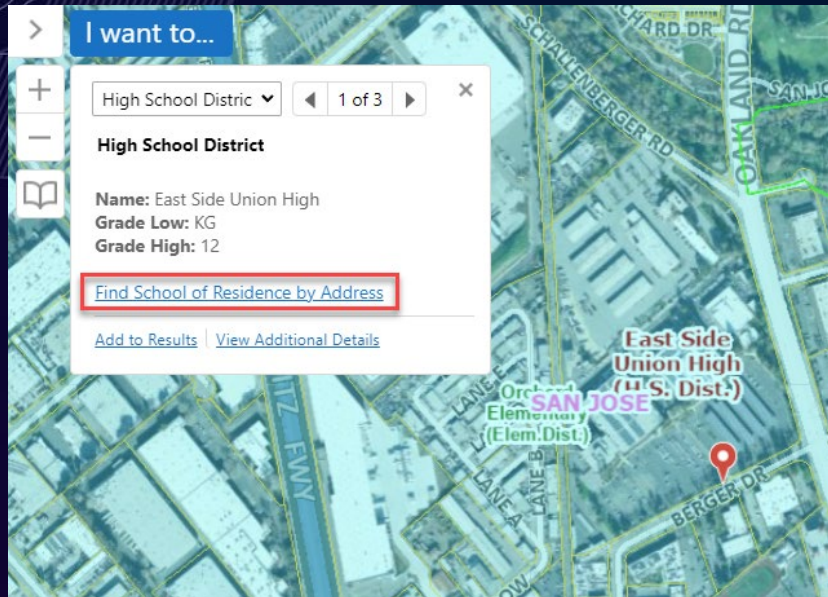 I want to...
High School Distric
1 of 3
High School District
Name: East Side Union High
Grade Low: KG
Grade High: 12
Find School of Residence by Address
Add to Results
View Additional Details
SCHALLENBERGER RD
OAKLAND RD
East Side
Union High
(H.S. Dist.)
SAN JOSE
Elementary
(Elem.Dist.)
LANE E
LANE B
LANE A
BERGER DR
FWY